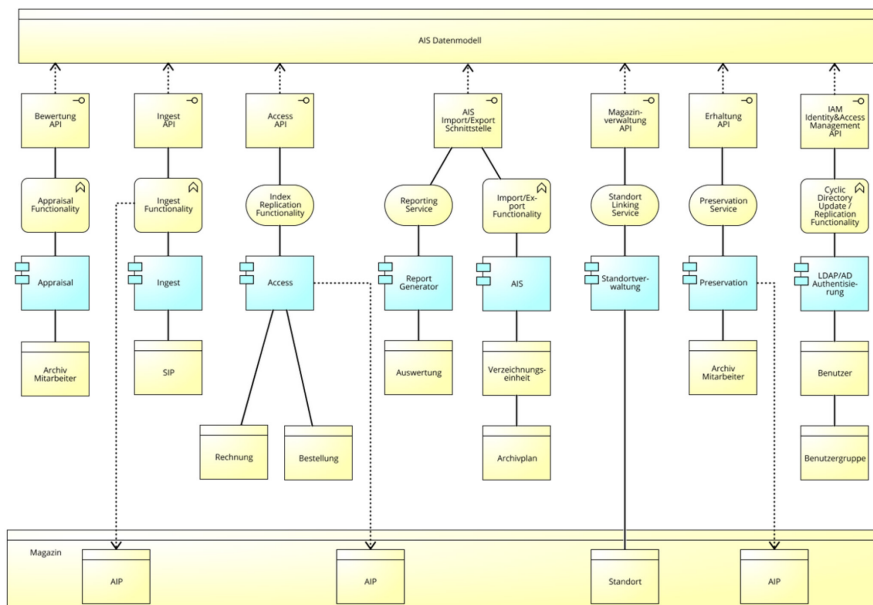 AIS Datenmodell
Bewertung
API
Ingest
API
Access
API
AIS
Import/Export
Schnittstelle
Magazin-
verwaltung
API
Erhaltung
API
IAM
Identity&Access
Management
API
Appraisal
Functionality
Ingest
Functionality
Index
Replication
Functionality
Reporting
Service
Import/Ex-
port
Functionality
Standort
Linking
Service
Preservation
Service
Cyclic
Directory
Update /
Replication
Functionality
Appraisal
Ingest
Access
Report
Generator
AIS
Standortver-
waltung
Preservation
LDAP/AD
Authentisie-
rung
Archiv
Mitarbeiter
SIP
Auswertung
Verzeichnungs-
einheit
Archiv
Mitarbeiter
Benutzer
Rechnung
Bestellung
Archivplan
Benutzergruppe
Magazin
AIP
AIP
Standort
AIP